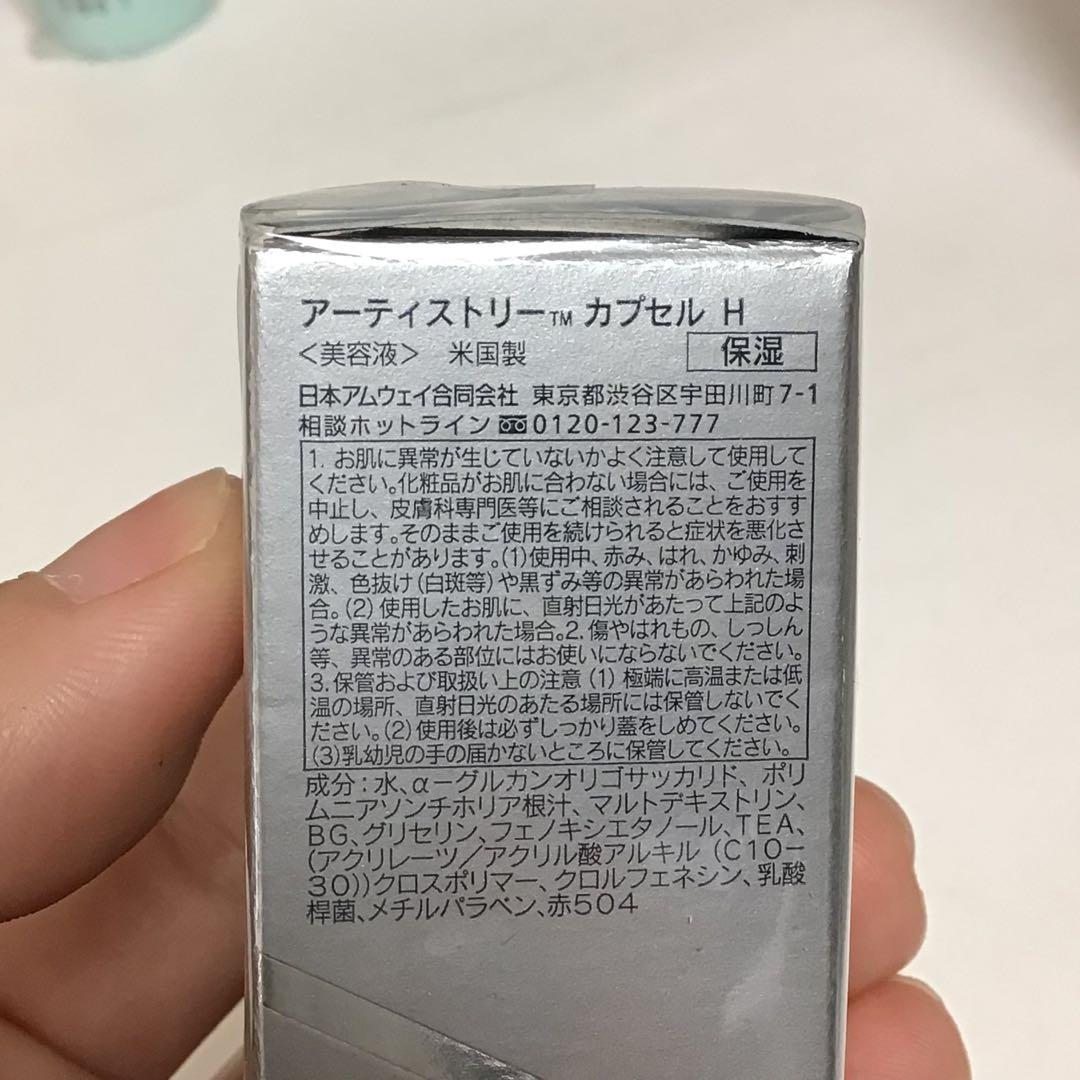 アーティストリー™ カプセル H
<美容液> 米国製 保湿
日本アムウェイ合同会社 東京都渋谷区宇田川町7-1
相談ホットライン 0120-123-777
1. お肌に異常が生じていないかよく注意して使用して
ください。化粧品がお肌に合わない場合には、ご使用を
中止し、皮膚科専門医等にご相談されることをおすす
めします。そのままご使用を続けられると症状を悪化さ
せることがあります。(1)使用中、赤み、はれ、かゆみ、刺
激、色抜け(白斑等)や黒ずみ等の異常があらわれた場
合。(2) 使用したお肌に、直射日光があたって上記のよ
うな異常があらわれた場合。2. 傷やはれもの、しっしん
等、異常のある部位にはお使いにならないでください。
3. 保管および取扱い上の注意 (1) 極端に高温または低
温の場所、直射日光のあたる場所には保管しないでく
ださい。(2) 使用後は必ずしっかり蓋をしめてください。
(3)乳幼児の手の届かないところに保管してください。
成分：水、α-グルカンオリゴサッカリド、ポリ
ムニアソンチホリア根汁、マルトデキストリン、
BG、グリセリン、フェノキシエタノール、TEA、
(アクリレーツ／アクリル酸アルキル (C10-
30))クロスポリマー、クロルフェネシン、乳酸
桿菌、メチルパラベン、赤504